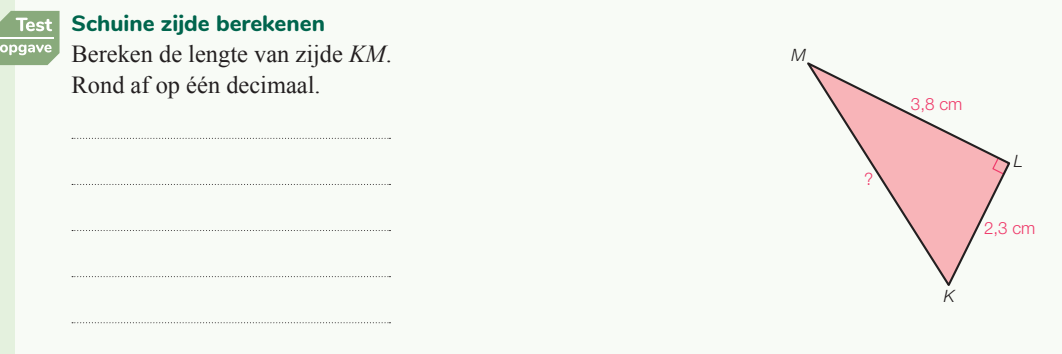 Test
opgave
Schuine zijde berekenen
Bereken de lengte van zijde KM.
Rond af op één decimaal.
M
3,8 cm
L
?
2,3 cm
K